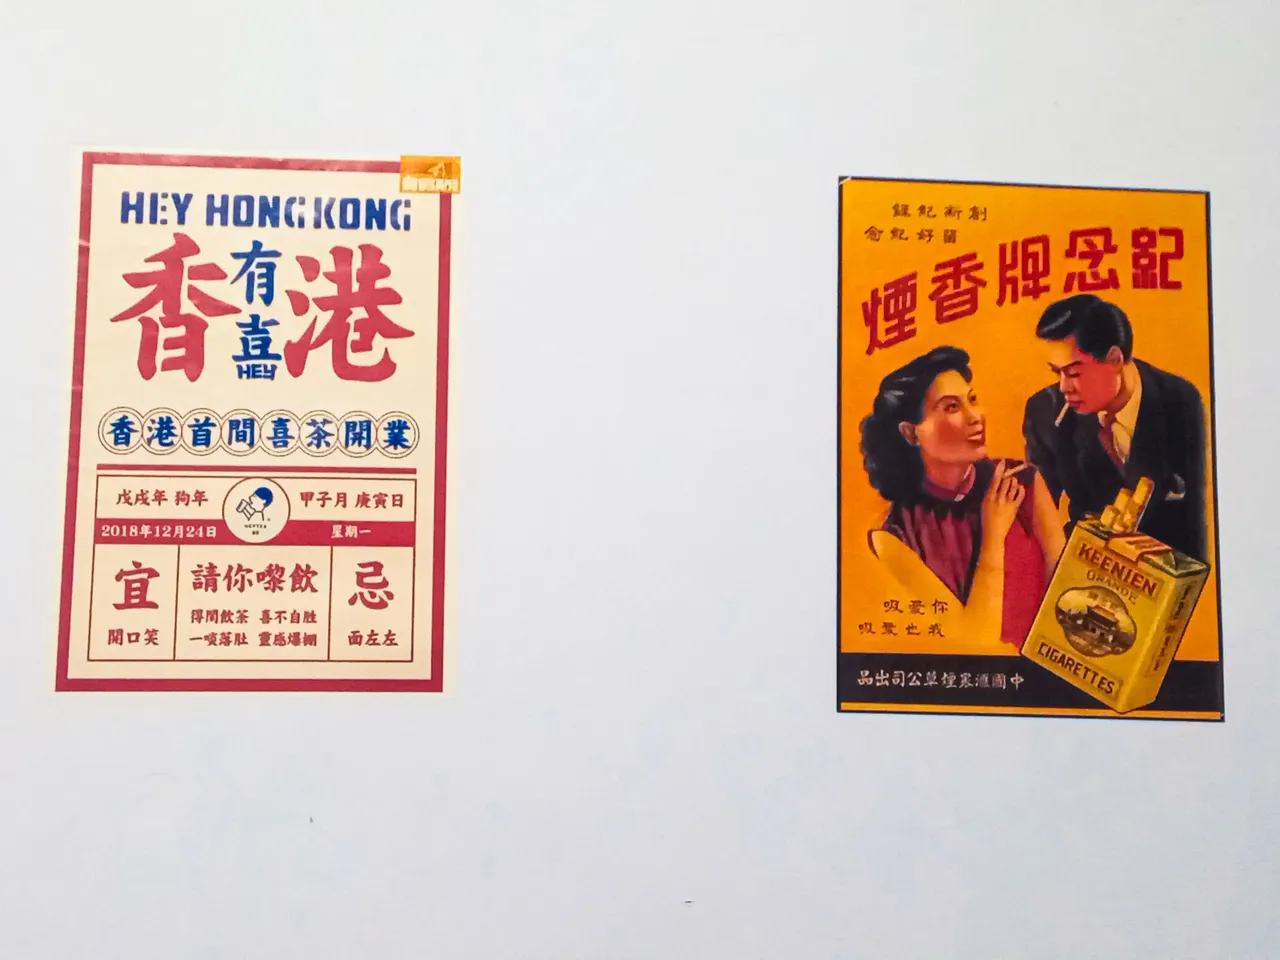 HEY HONG KONG
香有喜港
HEY
香港首間喜茶開業
戊戌年 狗年
甲子月 庚寅日
2018年12月24日
星期一
宜
開口笑
請你嚟飲
得閒飲茶 喜不自胜
一啖落肚 靈感爆棚
忌
面左左
創新紀錄
留好紀念
紀念牌香煙
KEENIEN
GRANDE
CIGARETTES
你愛吸
我也愛吸
中國滙眾煙草公司出品